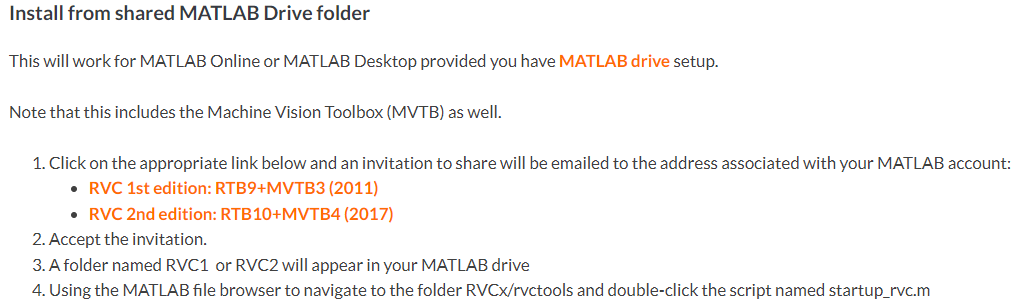 Install from shared MATLAB Drive folder
This will work for MATLAB Online or MATLAB Desktop provided you have MATLAB drive setup.
Note that this includes the Machine Vision Toolbox (MVTB) as well.
1. Click on the appropriate link below and an invitation to share will be emailed to the address associated with your MATLAB account:
• RVC 1st edition: RTB9+MVTB3 (2011)
• RVC 2nd edition: RTB10+MVTB4 (2017)
2. Accept the invitation.
3. A folder named RVC1 or RVC2 will appear in your MATLAB drive
4. Using the MATLAB file browser to navigate to the folder RVCx/rvctools and double-click the script named startup_rvc.m